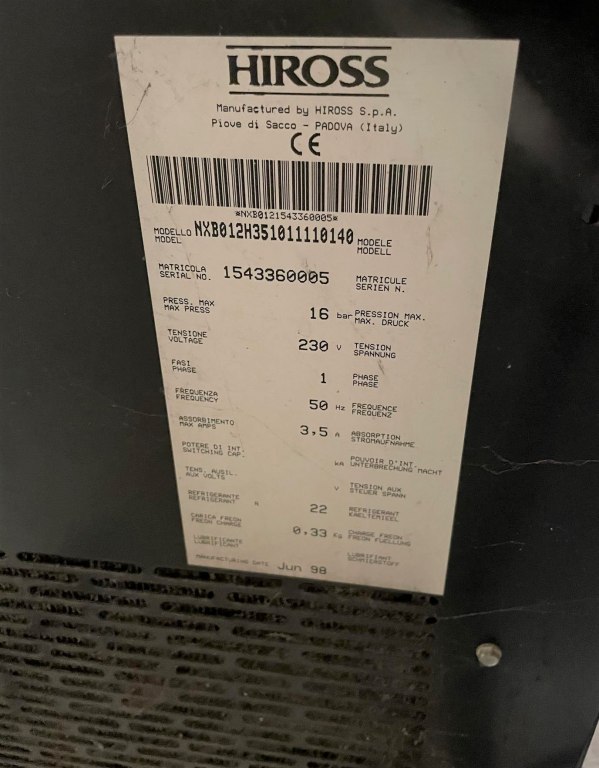 HIROSS
Manufactured by HIROSS S.p.A.
Piove di Sacco - PADOVA (Italy)
CE
*NXB0121543360005*
MODELLO NXB012H351011110140 MODELE
MODEL MODELL
MATRICOLA 1543360005 MATRICULE
SERIAL NO. SERIEN N.
PRESS. MAX 16 bar PRESSION MAX.
MAX PRESS MAX. DRUCK
TENSIONE 230 V TENSION
VOLTAGE SPANNUNG
FASI 1 PHASE
PHASE PHASE
FREQUENZA 50 Hz FREQUENCE
FREQUENCY FREQUENZ
ASSORBIMENTO 3,5 A ABSORPTION
MAX AMPS STROMAUFNAHME
POTERE DI INT. kA POUVOIR D'INT.
SWITCHING CAP. UNTERBRECHUNG MACHT
TENS. AUSIL. V TENSION AUX
AUX VOLTS STEUER SPANN
REFRIGERANTE R 22 REFRIGERANT
REFRIGERANT KAELTEMIGEL
CARICA FREON 0,33 Kg CHARGE FREON
FREON CHARGE FREON FUELLUNG
LUBRIFICANTE LUBRIFIANT
LUBRIFICANT SCHMIERSTOFF
MANUFACTURING DATE Jun 98